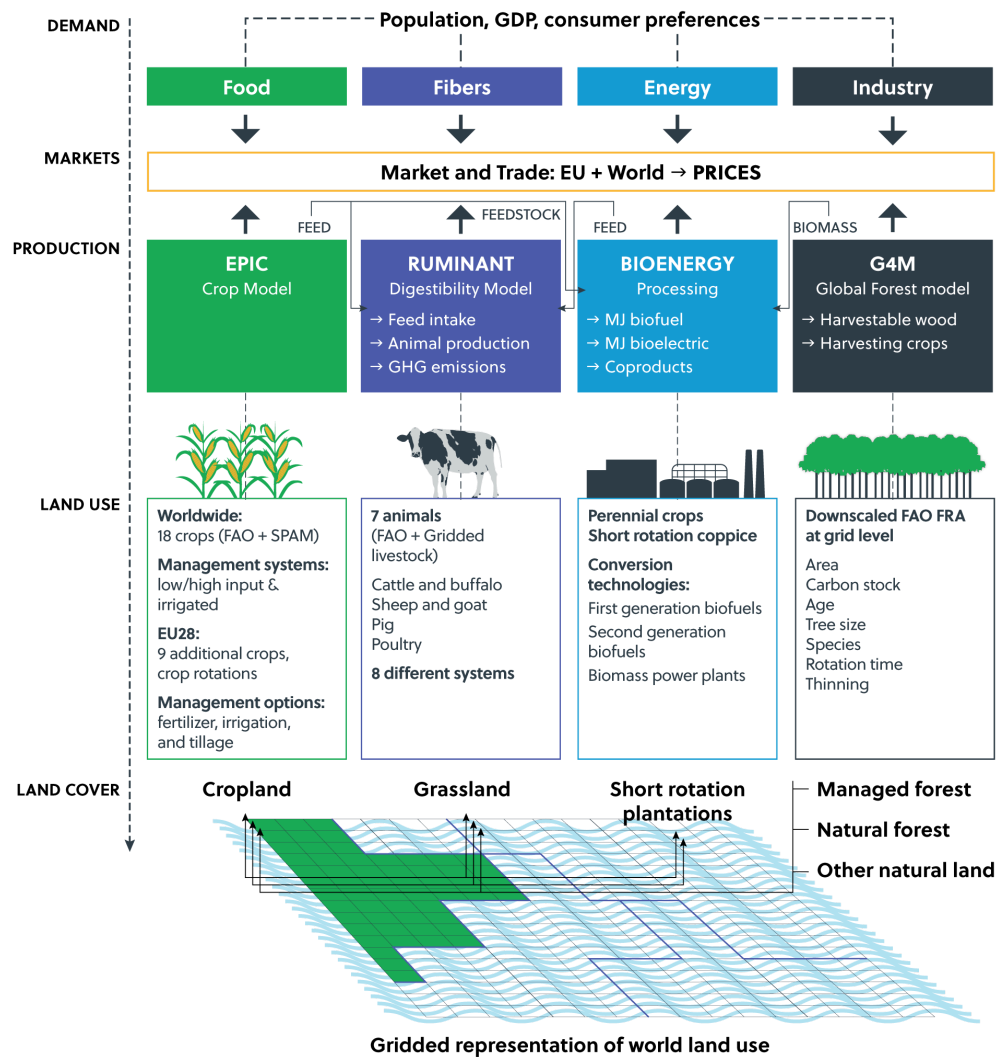 DEMAND
Population, GDP, consumer preferences
Food
Fibers
Energy
Industry
MARKETS
Market and Trade: EU + World → PRICES
PRODUCTION
FEED
FEEDSTOCK
FEED
BIOMASS
EPIC
Crop Model
RUMINANT
Digestibility Model
→ Feed intake
→ Animal production
→ GHG emissions
BIOENERGY
Processing
→ MJ biofuel
→ MJ bioelectric
→ Coproducts
G4M
Global Forest model
→ Harvestable wood
→ Harvesting crops
LAND USE
Worldwide:
18 crops (FAO + SPAM)
Management systems:
low/high input &
irrigated
EU28:
9 additional crops,
crop rotations
Management options:
fertilizer, irrigation,
and tillage
7 animals
(FAO + Gridded
livestock)
Cattle and buffalo
Sheep and goat
Pig
Poultry
8 different systems
Perennial crops
Short rotation coppice
Conversion
technologies:
First generation biofuels
Second generation
biofuels
Biomass power plants
Downscaled FAO FRA
at grid level
Area
Carbon stock
Age
Tree size
Species
Rotation time
Thinning
LAND COVER
Cropland
Grassland
Short rotation
plantations
Managed forest
Natural forest
Other natural land
Gridded representation of world land use